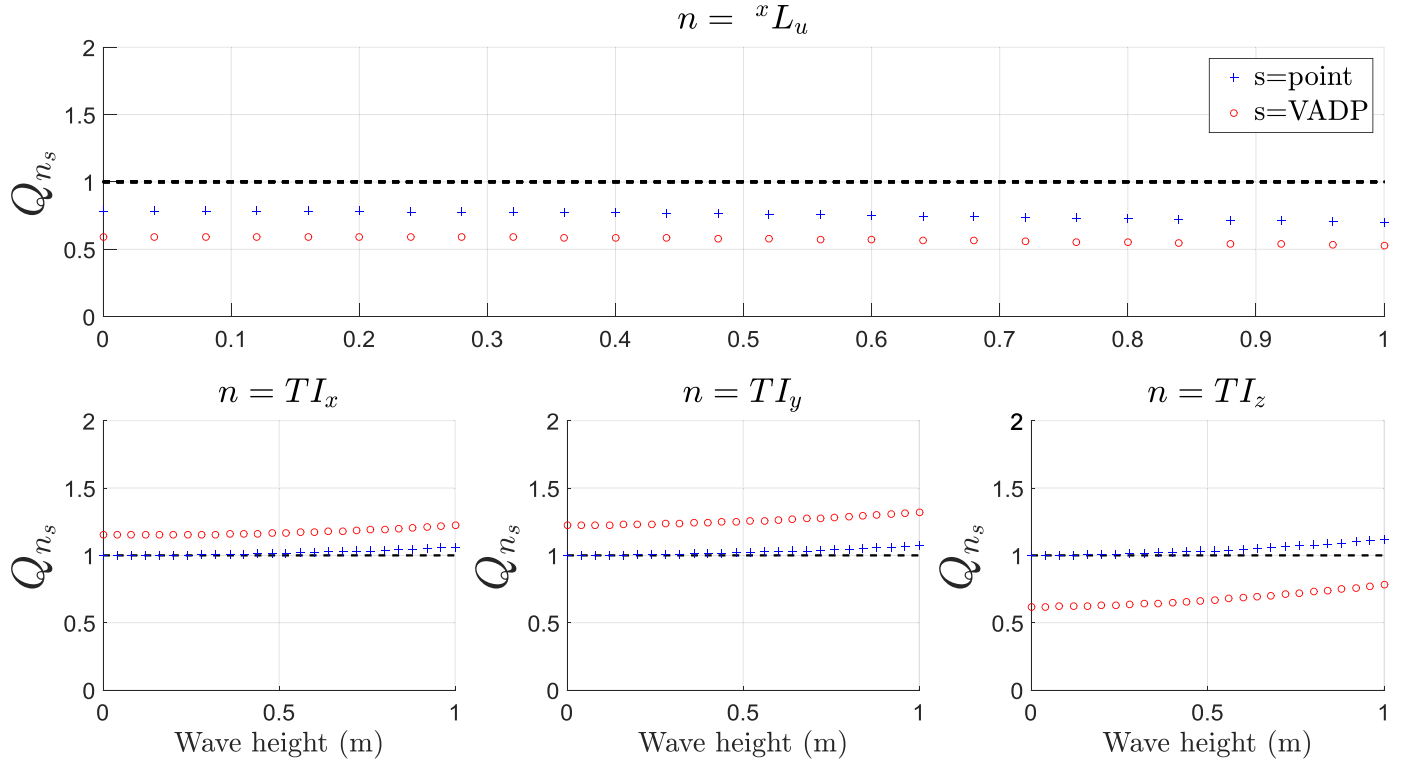 n = ^xL_u
2
1.5
1
0.5
0
Q_{n_s}
s=point
s=VADP
0 0.1 0.2 0.3 0.4 0.5 0.6 0.7 0.8 0.9 1
n = TI_x
2
1.5
1
0.5
0
Q_{n_s}
0 0.5 1
Wave height (m)
n = TI_y
2
1.5
1
0.5
0
Q_{n_s}
0 0.5 1
Wave height (m)
n = TI_z
2
1.5
1
0.5
0
Q_{n_s}
0 0.5 1
Wave height (m)